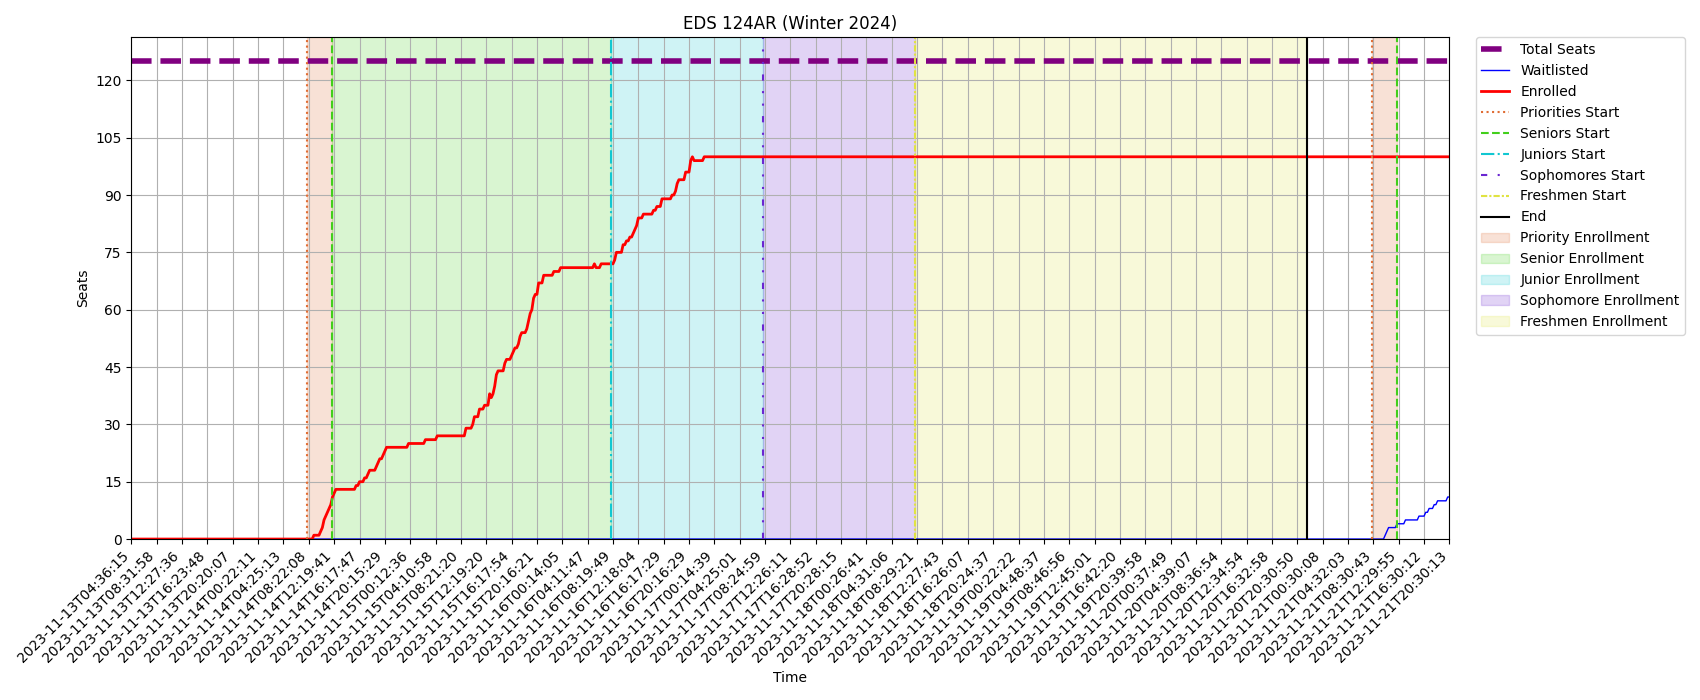 EDS 124AR (Winter 2024)
Total Seats
Waitlisted
Enrolled
Priorities Start
Seniors Start
Juniors Start
Sophomores Start
Freshmen Start
End
Priority Enrollment
Senior Enrollment
Junior Enrollment
Sophomore Enrollment
Freshmen Enrollment
Seats
120
105
90
75
60
45
30
15
0
2023-11-13T04:36:15
2023-11-13T08:31:58
2023-11-13T12:27:36
2023-11-13T16:23:48
2023-11-13T20:20:07
2023-11-14T00:22:11
2023-11-14T04:25:13
2023-11-14T08:22:08
2023-11-14T12:19:41
2023-11-14T16:17:47
2023-11-14T20:15:29
2023-11-15T00:12:36
2023-11-15T04:10:58
2023-11-15T08:21:20
2023-11-15T12:19:20
2023-11-15T16:17:54
2023-11-15T20:16:21
2023-11-16T00:14:05
2023-11-16T04:11:47
2023-11-16T08:19:49
2023-11-16T12:18:04
2023-11-16T16:17:29
2023-11-16T20:16:29
2023-11-17T00:14:39
2023-11-17T04:25:01
2023-11-17T08:24:59
2023-11-17T12:26:11
2023-11-17T16:28:52
2023-11-17T20:28:15
2023-11-18T00:26:41
2023-11-18T04:31:06
2023-11-18T08:29:21
2023-11-18T12:27:43
2023-11-18T16:26:07
2023-11-18T20:24:37
2023-11-19T00:22:22
2023-11-19T04:48:37
2023-11-19T08:46:56
2023-11-19T12:45:01
2023-11-19T16:42:20
2023-11-19T20:39:58
2023-11-20T00:37:49
2023-11-20T04:39:07
2023-11-20T08:36:54
2023-11-20T12:34:54
2023-11-20T16:32:58
2023-11-20T20:30:50
2023-11-21T00:30:08
2023-11-21T04:32:03
2023-11-21T08:30:43
2023-11-21T12:29:55
2023-11-21T16:30:12
2023-11-21T20:30:13
Time